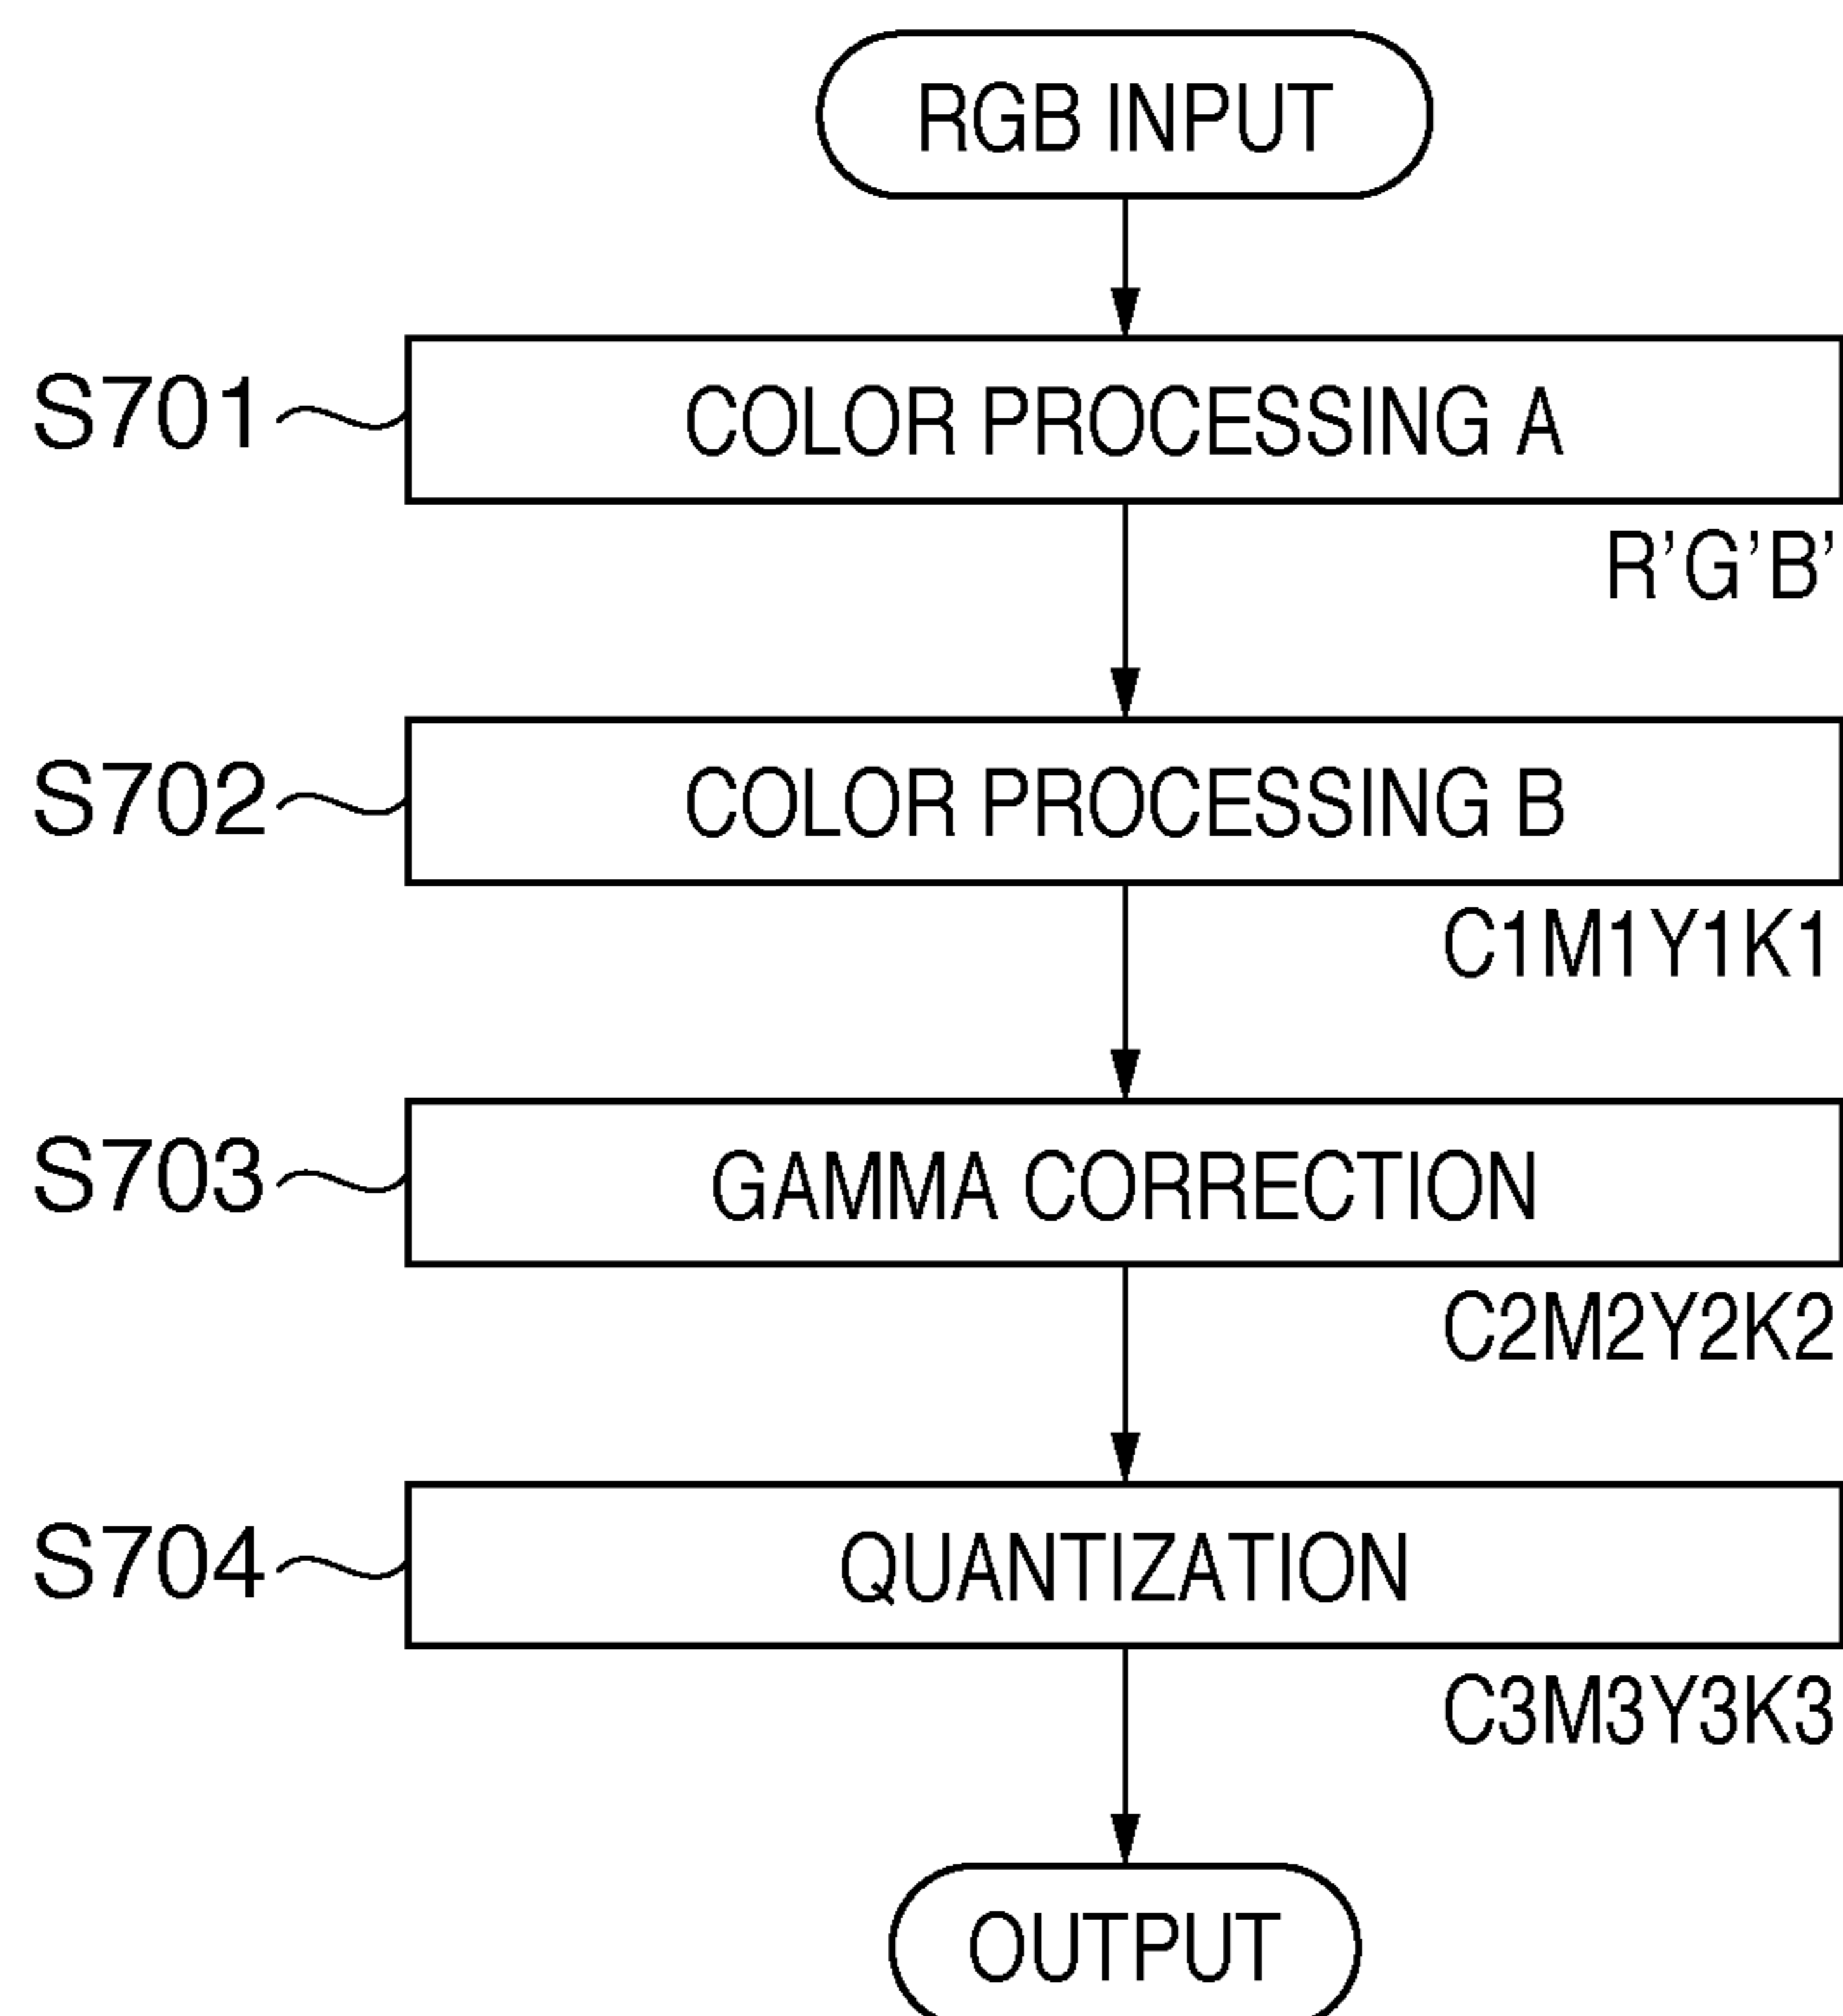 RGB INPUT
S701
COLOR PROCESSING A
R'G'B'
S702
COLOR PROCESSING B
C1M1Y1K1
S703
GAMMA CORRECTION
C2M2Y2K2
S704
QUANTIZATION
C3M3Y3K3
OUTPUT